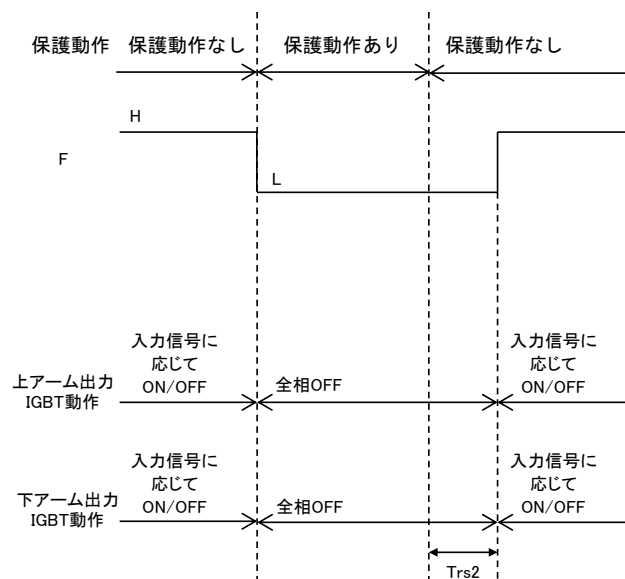 保護動作 保護動作なし 保護動作あり 保護動作なし
H
F
L
入力信号に
応じて
ON/OFF
入力信号に
応じて
ON/OFF
上アーム出力
IGBT動作
全相OFF
入力信号に
応じて
ON/OFF
入力信号に
応じて
ON/OFF
下アーム出力
IGBT動作
全相OFF
Trs2